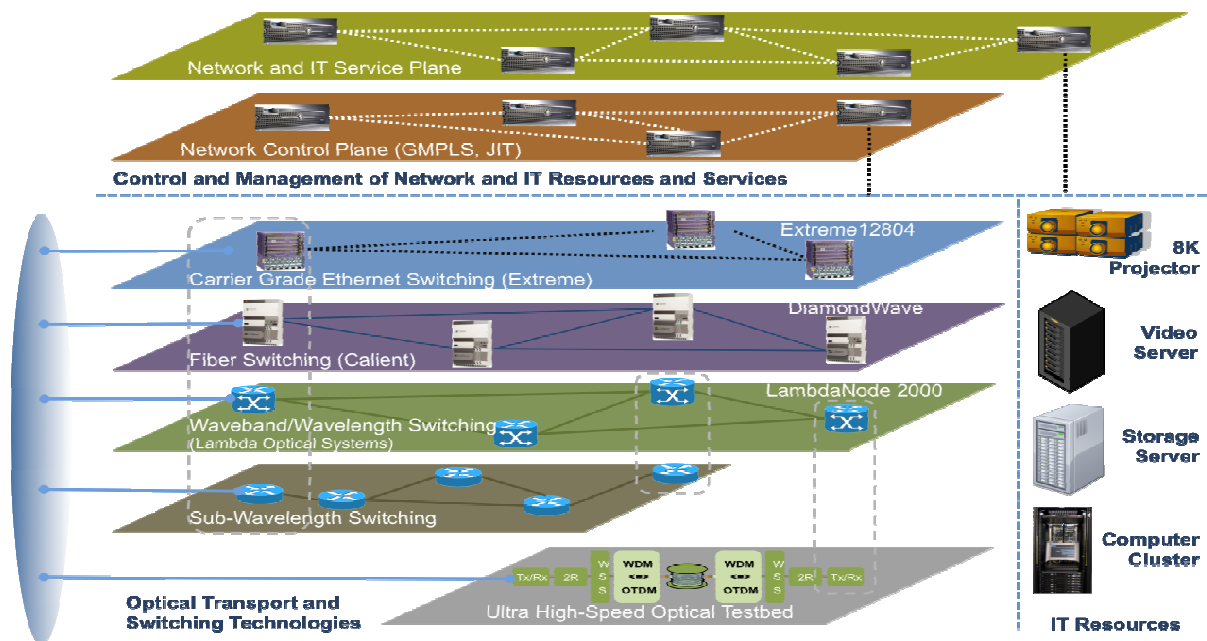 Network and IT Service Plane
Network Control Plane (GMPLS, JIT)
Control and Management of Network and IT Resources and Services
Extreme12804
Carrier Grade Ethernet Switching (Extreme)
DiamondWave
Fiber Switching (Calient)
LambdaNode 2000
Waveband/Wavelength Switching
(Lambda Optical Systems)
Sub-Wavelength Switching
Tx/Rx
2R
WSS
WDM
OTDM
WDM
OTDM
WSS
2R
Tx/Rx
Ultra High-Speed Optical Testbed
Optical Transport and
Switching Technologies
8K
Projector
Video
Server
Storage
Server
Computer
Cluster
IT Resources